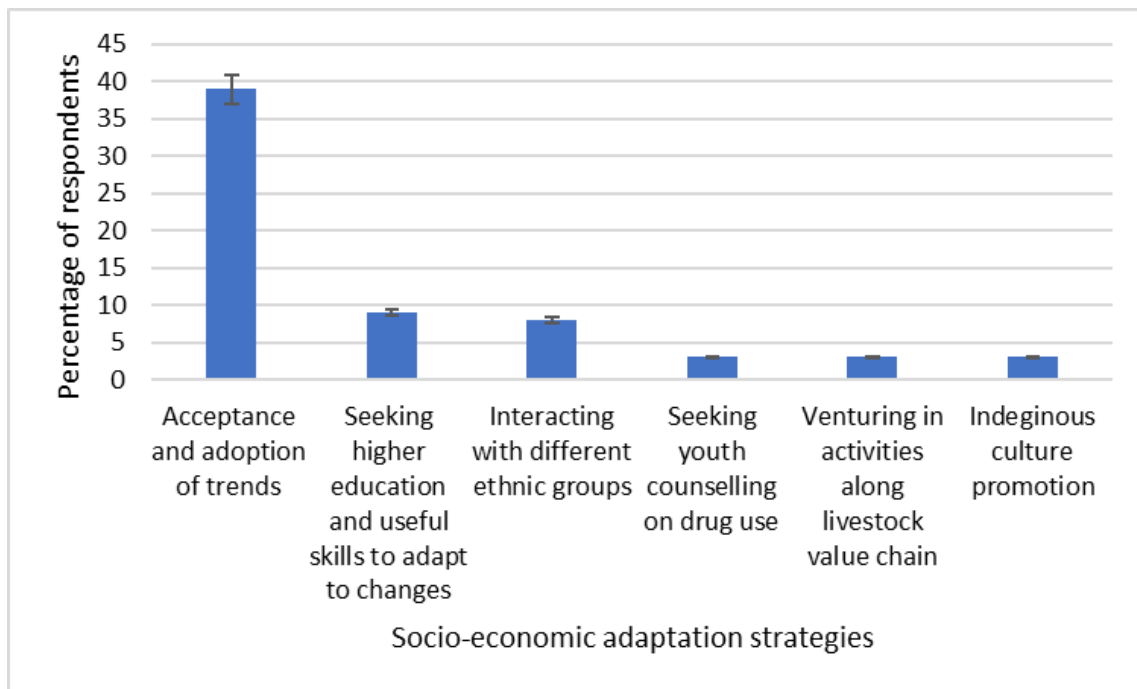 Percentage of respondents
45
40
35
30
25
20
15
10
5
0
Acceptance
and adoption
of trends
Seeking
higher
education
and useful
skills to adapt
to changes
Interacting
with different
ethnic groups
Seeking
youth
counselling
on drug use
Venturing in
activities
along
livestock
value chain
Indeginous
culture
promotion
Socio-economic adaptation strategies